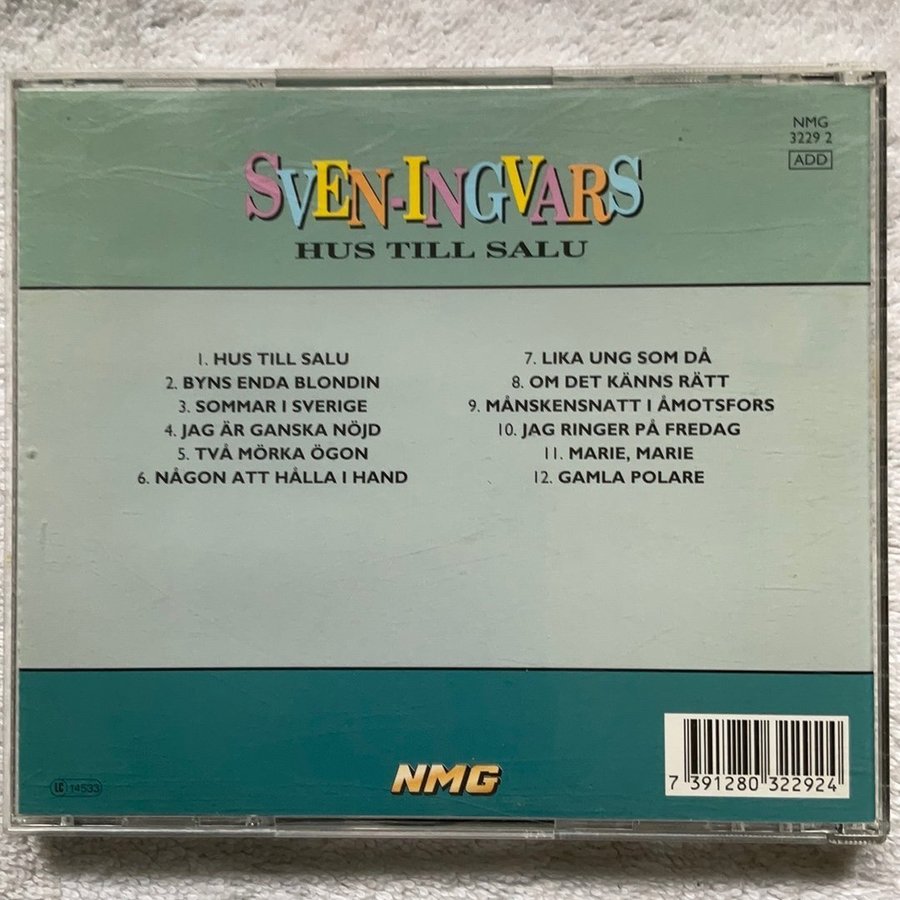 NMG
3229 2
ADD
SVEN-INGVARS
HUS TILL SALU
1. HUS TILL SALU
2. BYNS ENDA BLONDIN
3. SOMMAR I SVERIGE
4. JAG ÄR GANSKA NÖJD
5. TVÅ MÖRKA ÖGON
6. NÅGON ATT HÅLLA I HAND
7. LIKA UNG SOM DÅ
8. OM DET KÄNNS RÄTT
9. MÅNSKENSNATT I ÅMOTSFORS
10. JAG RINGER PÅ FREDAG
11. MARIE, MARIE
12. GAMLA POLARE
LC 14533
NMG
7 391280 322924